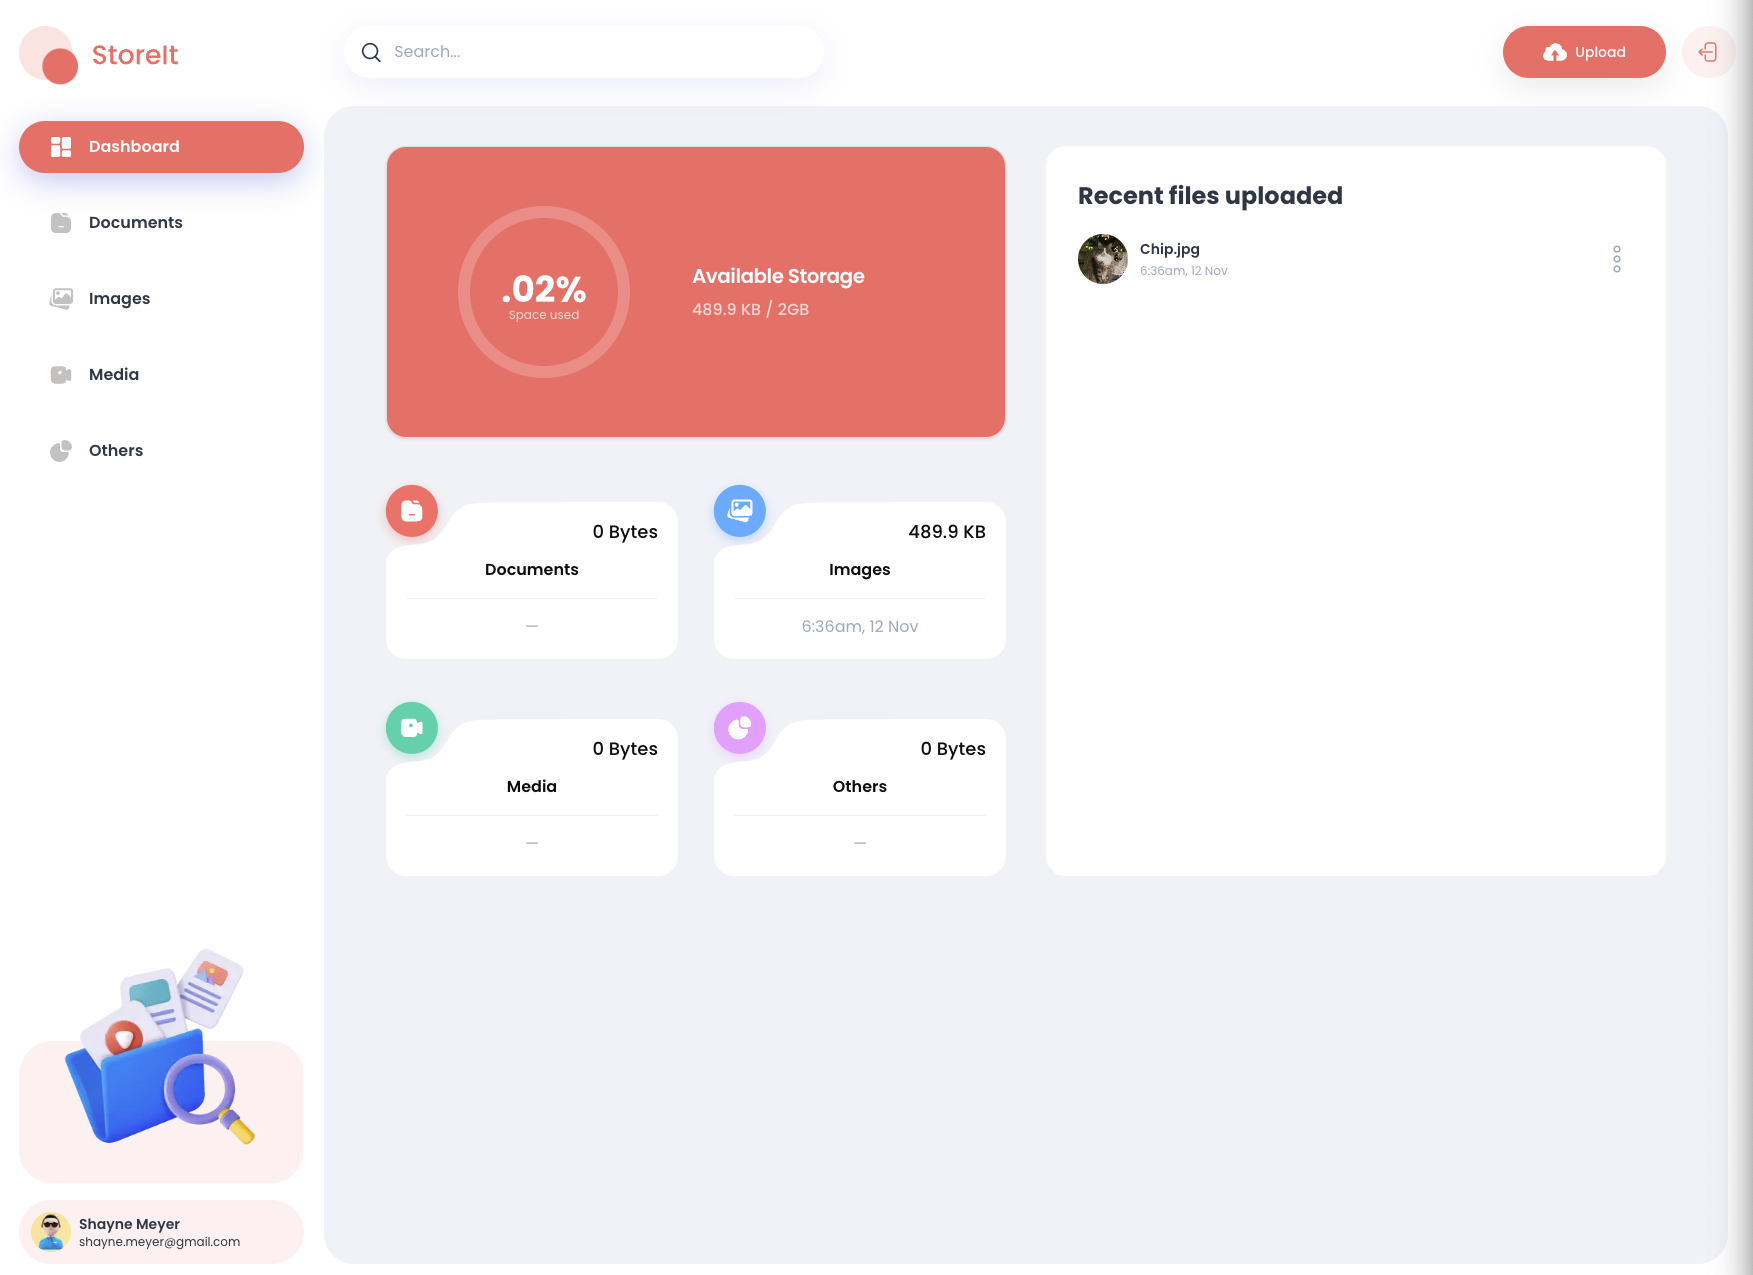 StoreIt
Search...
Upload
Dashboard
Documents
Images
Media
Others
.02%
Space used
Available Storage
489.9 KB / 2GB
Recent files uploaded
Chip.jpg
6:36am, 12 Nov
0 Bytes
Documents
—
489.9 KB
Images
6:36am, 12 Nov
0 Bytes
Media
—
0 Bytes
Others
—
Shayne Meyer
shayne.meyer@gmail.com